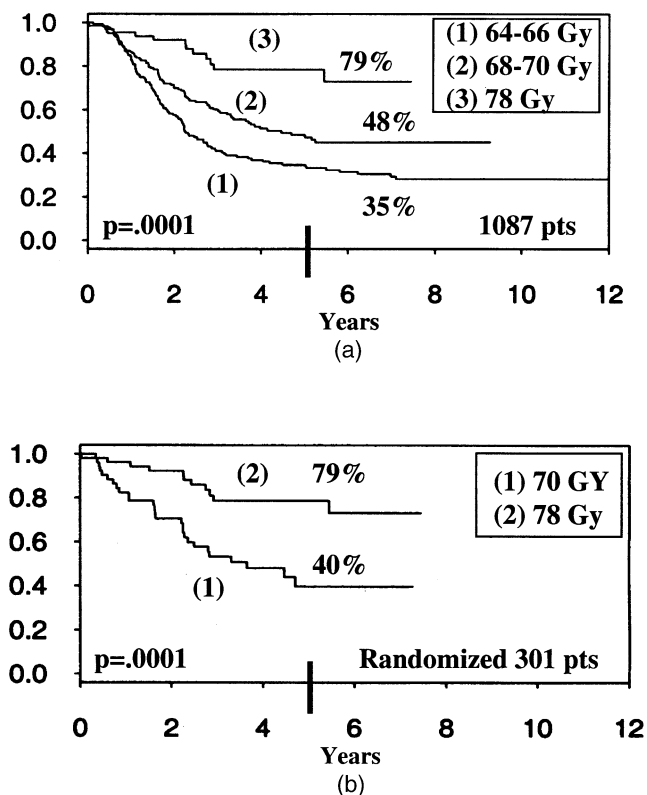 1.0
0.8
0.6
0.4
0.2
0.0
(3)
79%
(1) 64-66 Gy
(2) 68-70 Gy
(3) 78 Gy
(2)
48%
(1)
35%
p=.0001
1087 pts
0 2 4 6 8 10 12
Years
(a)
1.0
0.8
0.6
0.4
0.2
0.0
(2)
79%
(1) 70 GY
(2) 78 Gy
40%
(1)
p=.0001
Randomized 301 pts
0 2 4 6 8 10 12
Years
(b)